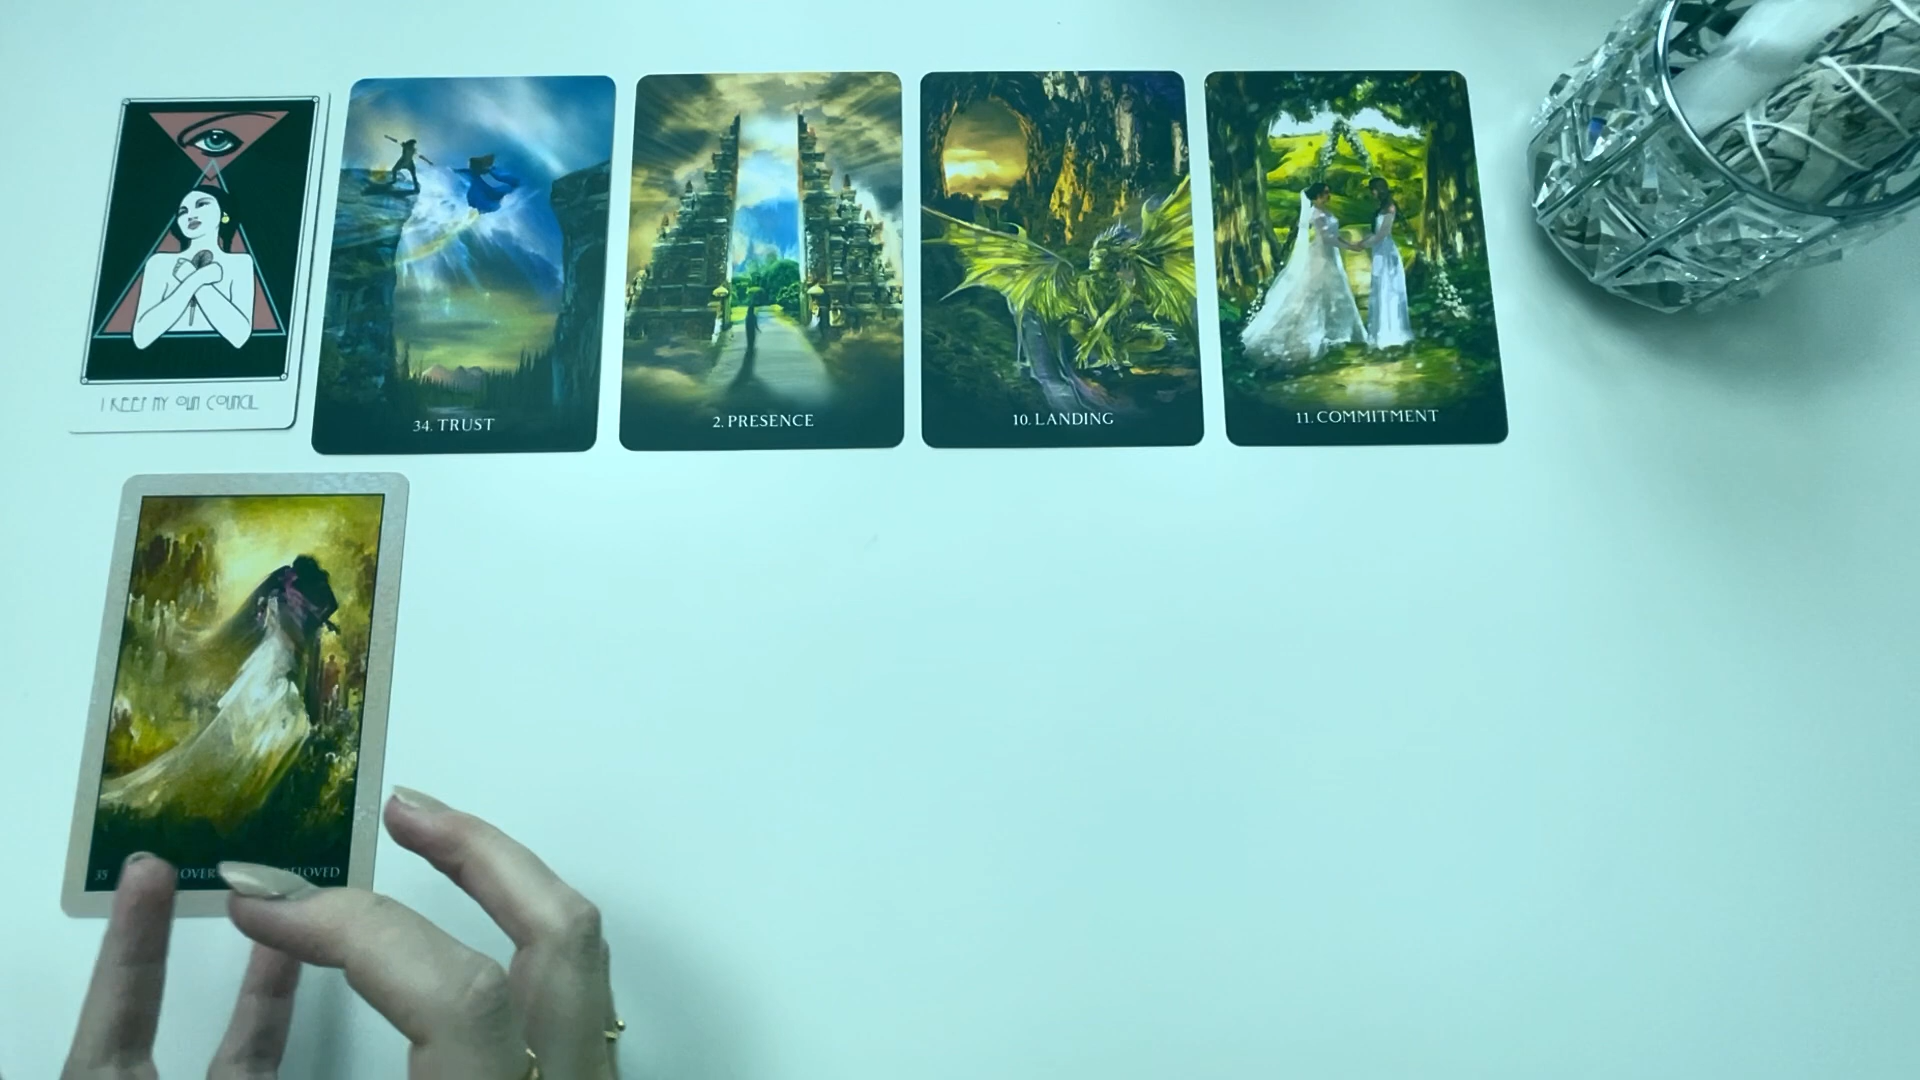 I KEEP MY OWN COUNCIL
34. TRUST
2. PRESENCE
10. LANDING
11. COMMITMENT
35